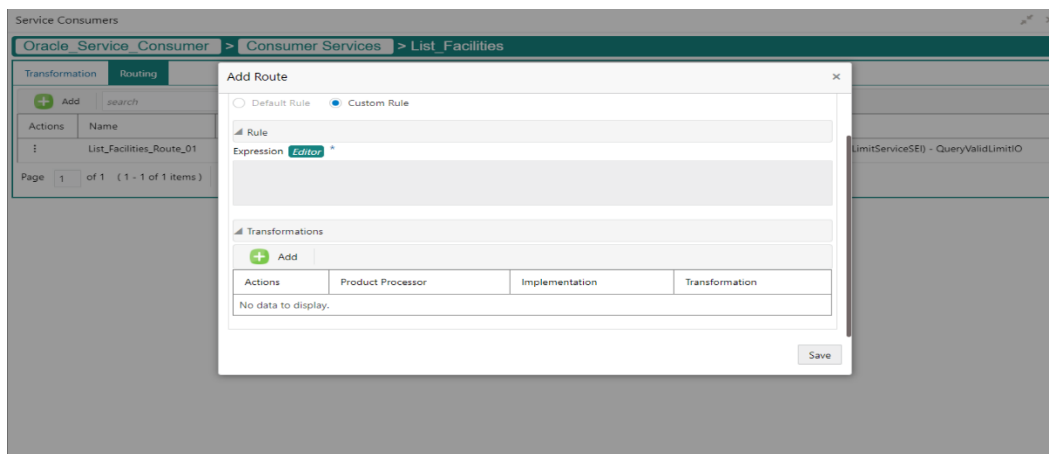 Service Consumers
Oracle_Service_Consumer > Consumer Services > List_Facilities
Transformation Routing
Add search
Actions Name
List_Facilities_Route_01
LimitServiceSEI) - QueryValidLimitIO
Page 1 of 1 ( 1 - 1 of 1 items )
Add Route
Default Rule Custom Rule
Rule
Expression Editor *
Transformations
Add
Actions Product Processor Implementation Transformation
No data to display.
Save